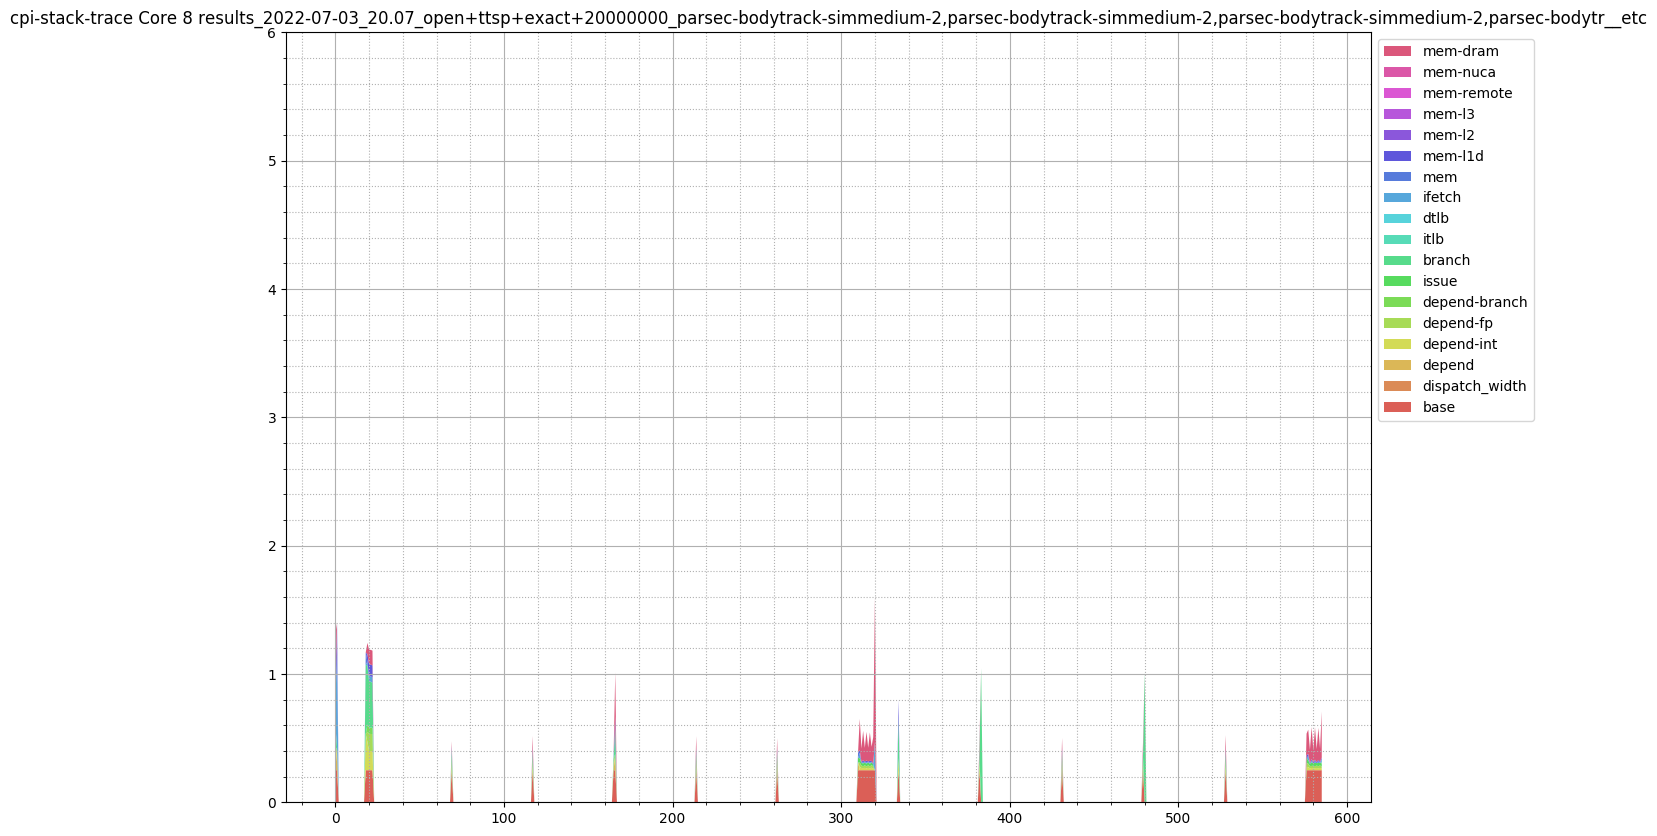 cpi-stack-trace Core 8 results_2022-07-03_20.07_open+ttsp+exact+20000000_parsec-bodytrack-simmedium-2,parsec-bodytrack-simmedium-2,parsec-bodytrack-simmedium-2,parsec-bodytr__etc
6
5
4
3
2
1
0
0 100 200 300 400 500 600
mem-dram
mem-nuca
mem-remote
mem-l3
mem-l2
mem-l1d
mem
ifetch
dtlb
itlb
branch
issue
depend-branch
depend-fp
depend-int
depend
dispatch_width
base